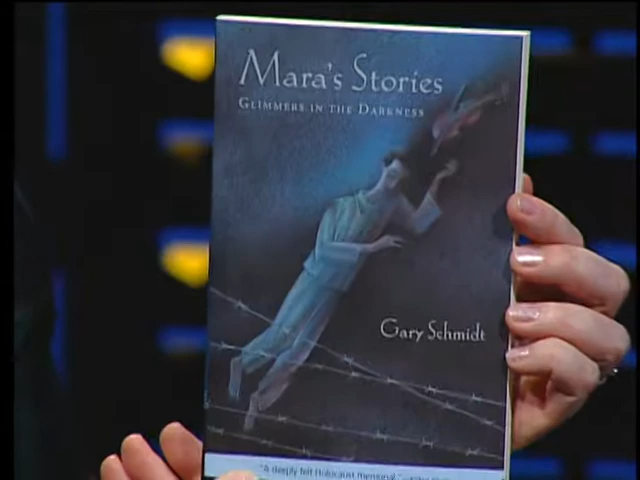 Mara's Stories
Glimmers in the Darkness
Gary Schmidt
"A deeply felt Holocaust memorial."